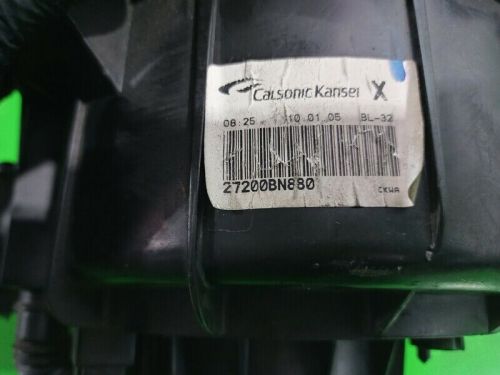 Calsonic Kansei X
08:25 10.01.05 BL-32
27200BN880
CKWA